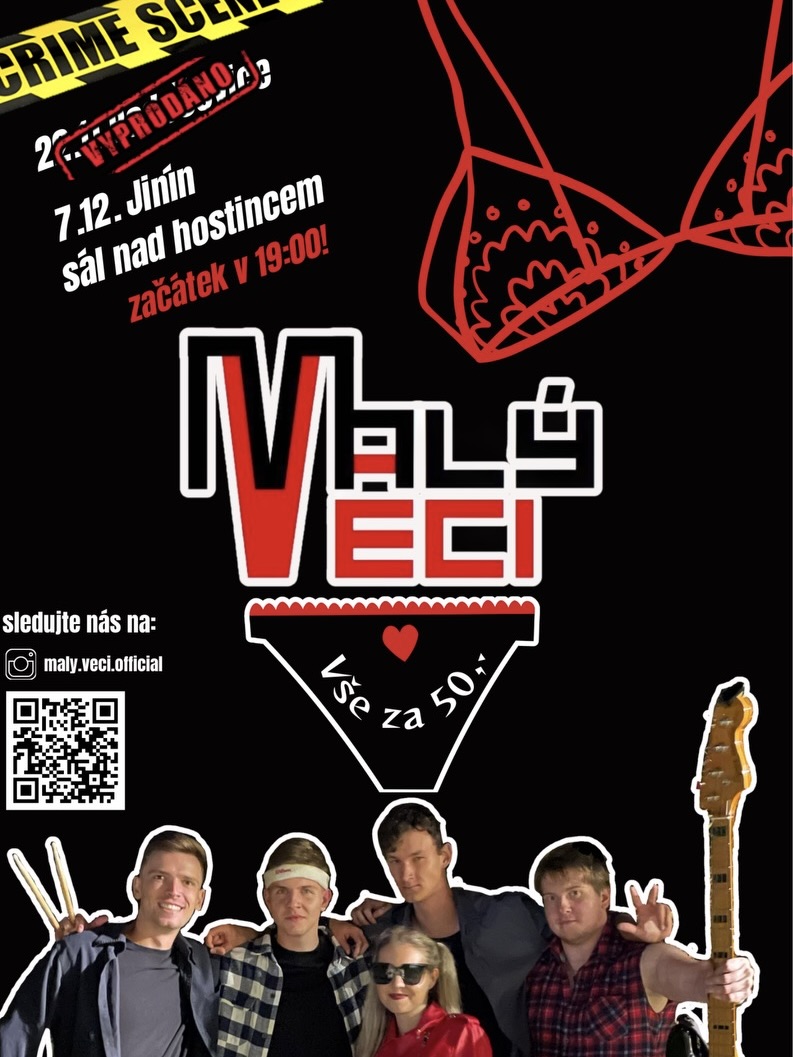 CRIME SCENE
VYPRODÁNO
7.12. Jinín
sál nad hostincem
začátek v 19:00!
MALÝ
VECI
Vše za 50,-
sledujte nás na:
maly.veci.official